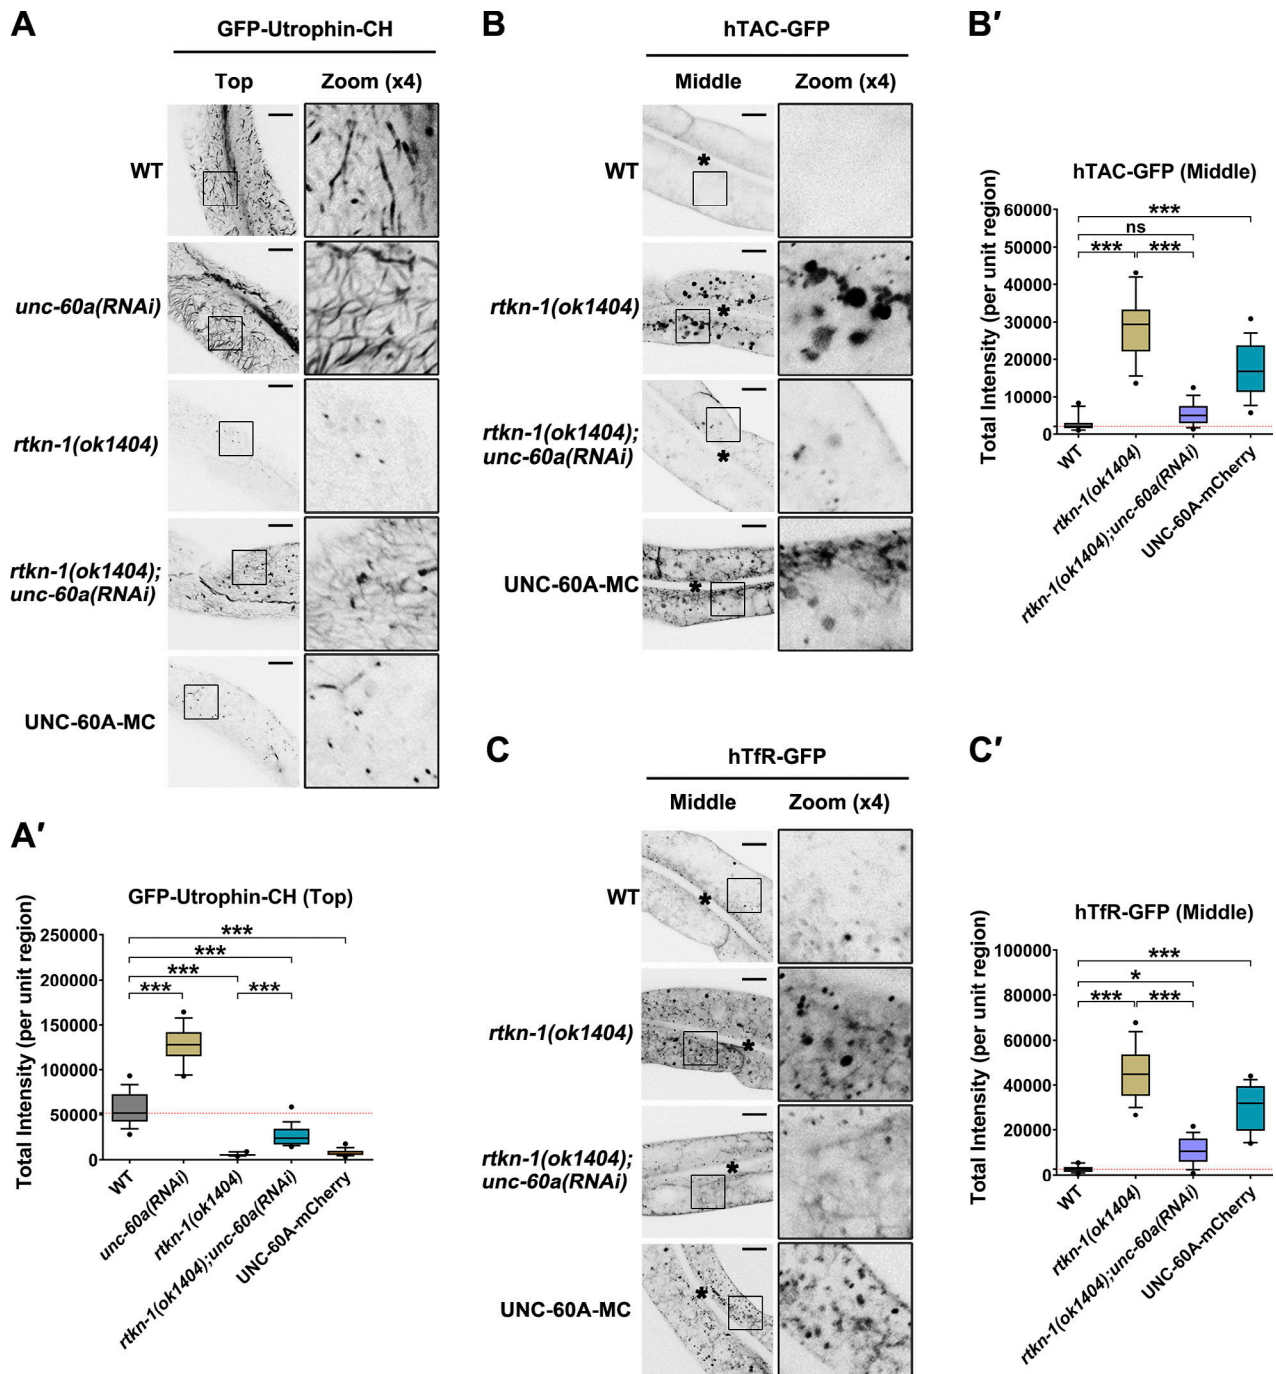 A
GFP-Utrophin-CH
Top
Zoom (x4)
WT
unc-60a(RNAi)
rtkn-1(ok1404)
rtkn-1(ok1404);
unc-60a(RNAi)
UNC-60A-MC
B
hTAC-GFP
Middle
Zoom (x4)
WT
*
rtkn-1(ok1404)
*
rtkn-1(ok1404);
unc-60a(RNAi)
*
UNC-60A-MC
*
B′
hTAC-GFP (Middle)
Total Intensity (per unit region)
60000
50000
40000
30000
20000
10000
0
***
ns
***
***
WT
rtkn-1(ok1404)
rtkn-1(ok1404);unc-60a(RNAi)
UNC-60A-mCherry
A′
GFP-Utrophin-CH (Top)
Total Intensity (per unit region)
250000
200000
150000
100000
50000
0
***
***
***
***
***
WT
unc-60a(RNAi)
rtkn-1(ok1404)
rtkn-1(ok1404);unc-60a(RNAi)
UNC-60A-mCherry
C
hTfR-GFP
Middle
Zoom (x4)
WT
*
rtkn-1(ok1404)
*
rtkn-1(ok1404);
unc-60a(RNAi)
*
UNC-60A-MC
*
C′
hTfR-GFP (Middle)
Total Intensity (per unit region)
100000
80000
60000
40000
20000
0
***
*
***
***
WT
rtkn-1(ok1404)
rtkn-1(ok1404);unc-60a(RNAi)
UNC-60A-mCherry